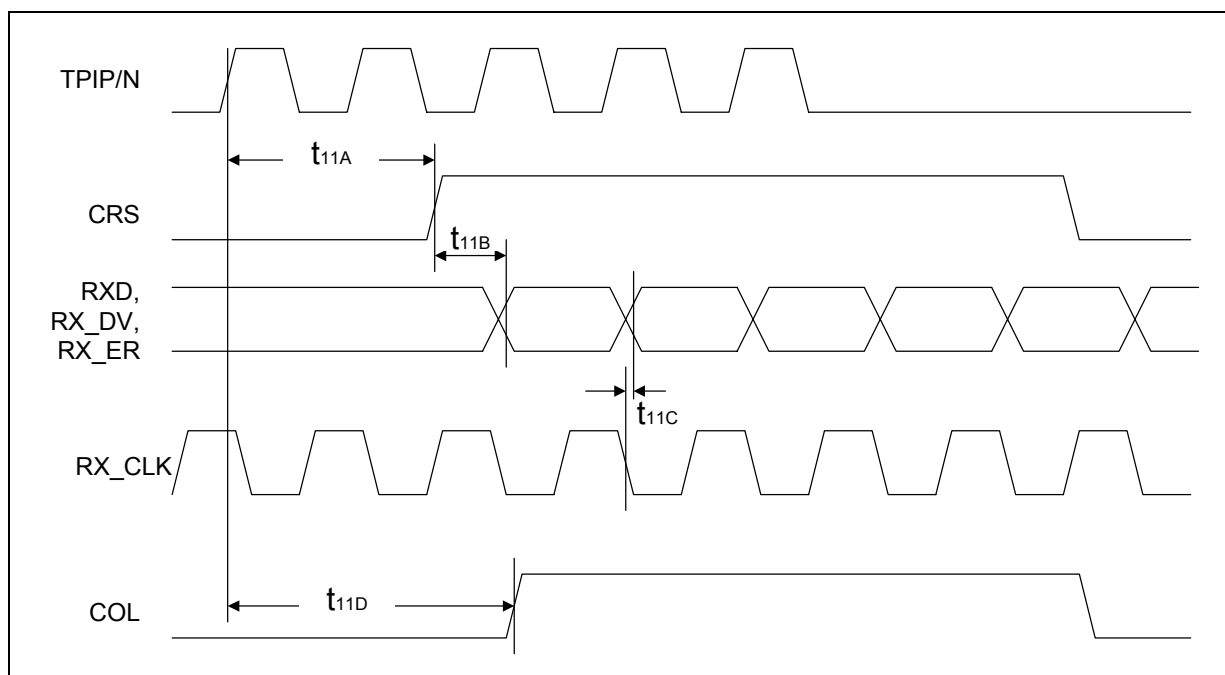 TPIP/N
t11A
CRS
t11B
RXD,
RX_DV,
RX_ER
t11C
RX_CLK
t11D
COL